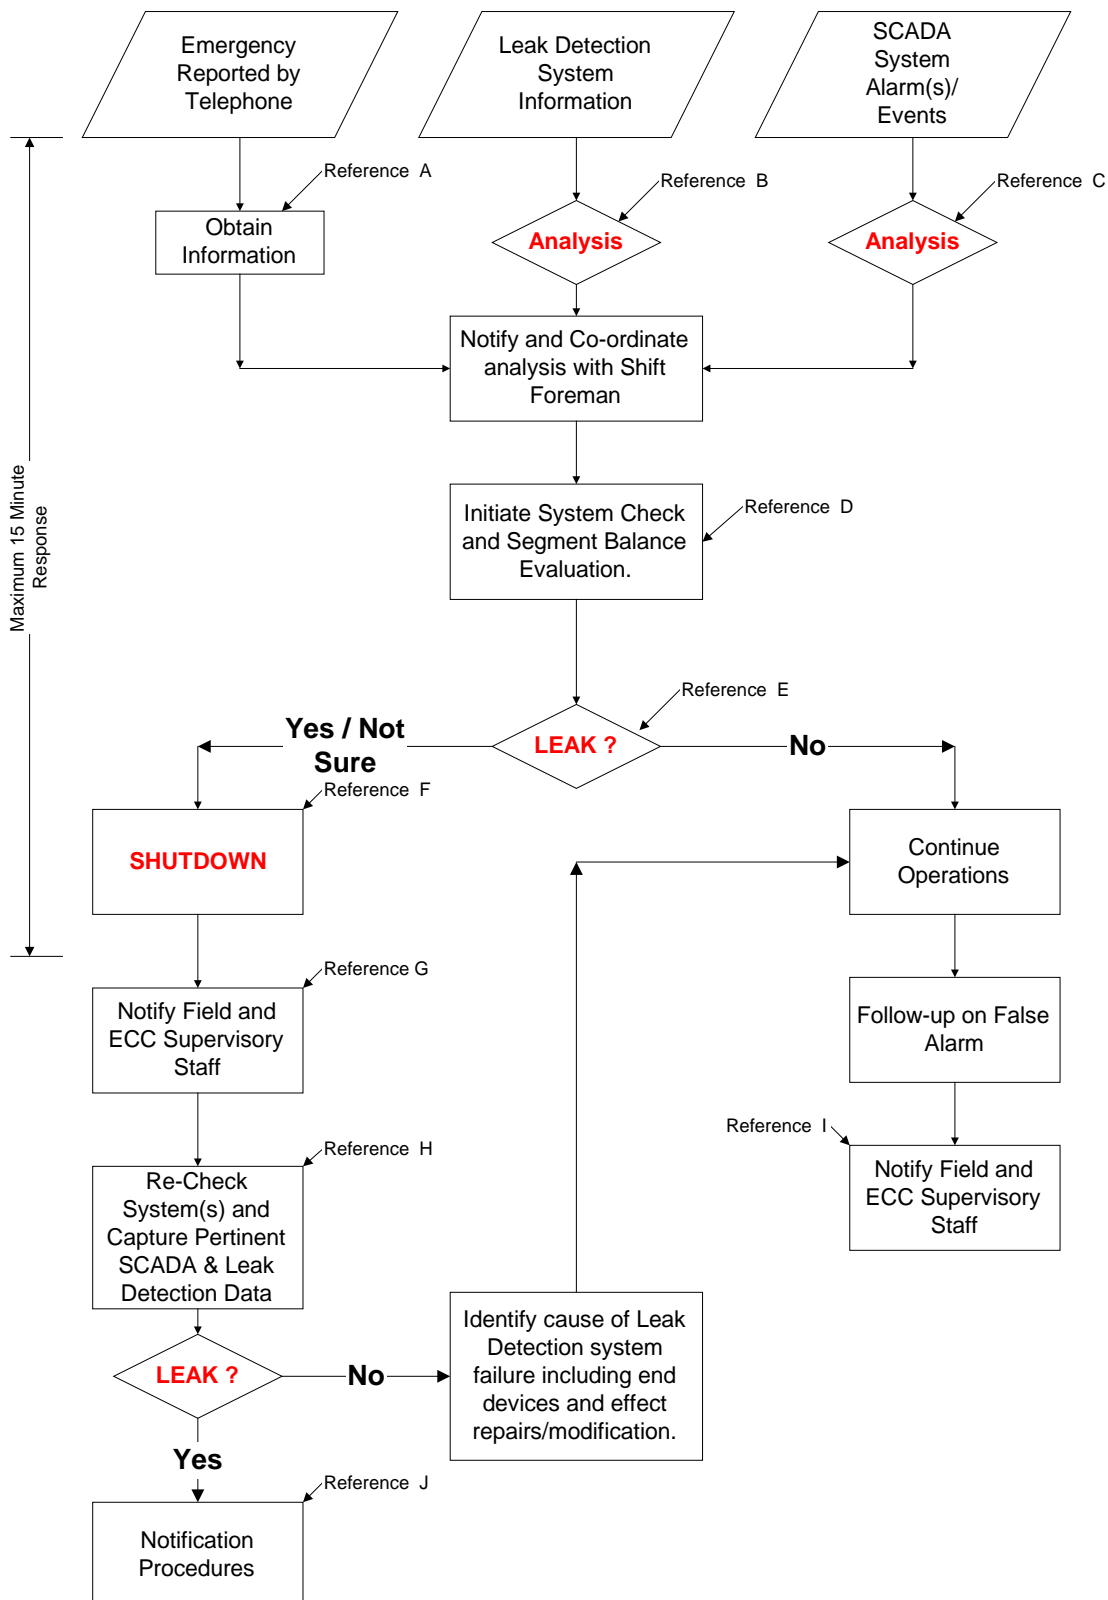 Emergency
Reported by
Telephone
Leak Detection
System
Information
SCADA
System
Alarm(s)/
Events
Reference A
Reference B
Reference C
Obtain
Information
Analysis
Analysis
Notify and Co-ordinate
analysis with Shift
Foreman
Maximum 15 Minute
Response
Initiate System Check
and Segment Balance
Evaluation.
Reference D
Reference E
Yes / Not
Sure
LEAK ?
No
Reference F
SHUTDOWN
Continue
Operations
Reference G
Notify Field and
ECC Supervisory
Staff
Follow-up on False
Alarm
Reference H
Reference I
Re-Check
System(s) and
Capture Pertinent
SCADA & Leak
Detection Data
Notify Field and
ECC Supervisory
Staff
LEAK ?
No
Identify cause of Leak
Detection system
failure including end
devices and effect
repairs/modification.
Yes
Reference J
Notification
Procedures